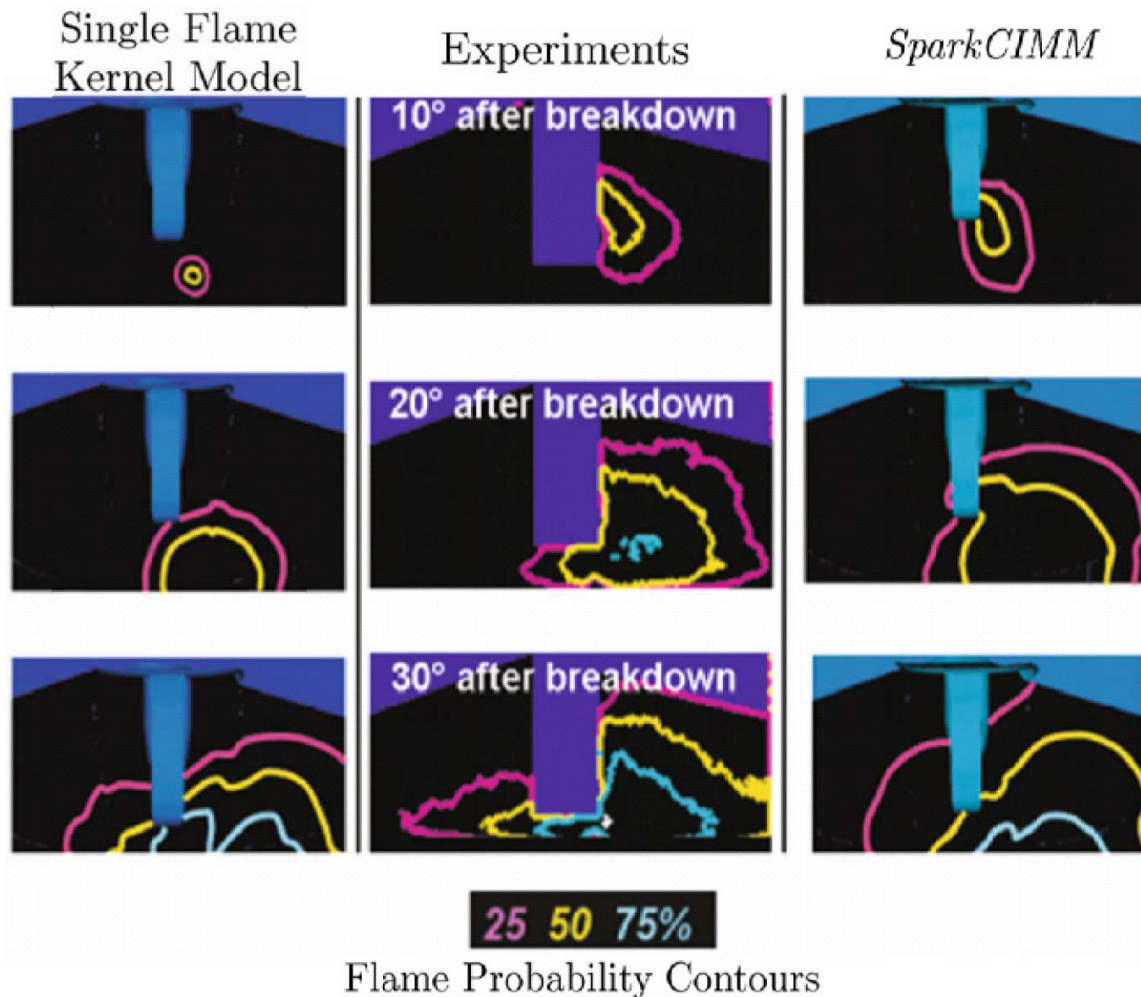 Single Flame
Kernel Model
Experiments
SparkCIMM
10° after breakdown
20° after breakdown
30° after breakdown
25 50 75%
Flame Probability Contours